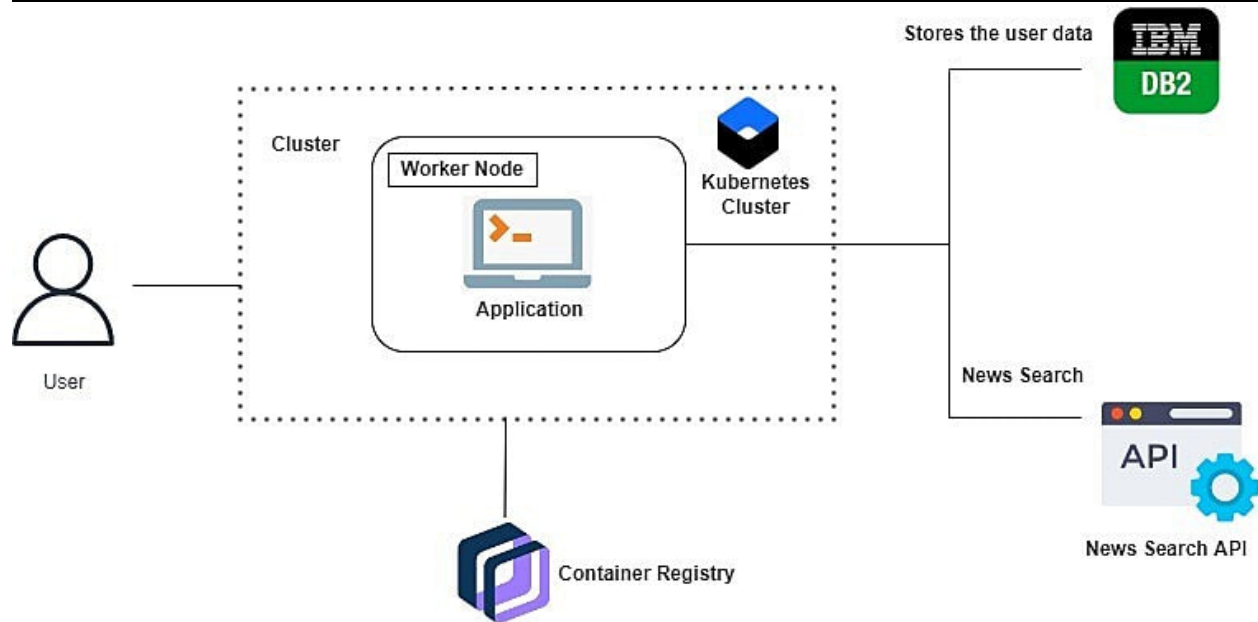 Stores the user data
IBM
DB2
Cluster
Worker Node
Kubernetes
Cluster
Application
User
News Search
API
News Search API
Container Registry